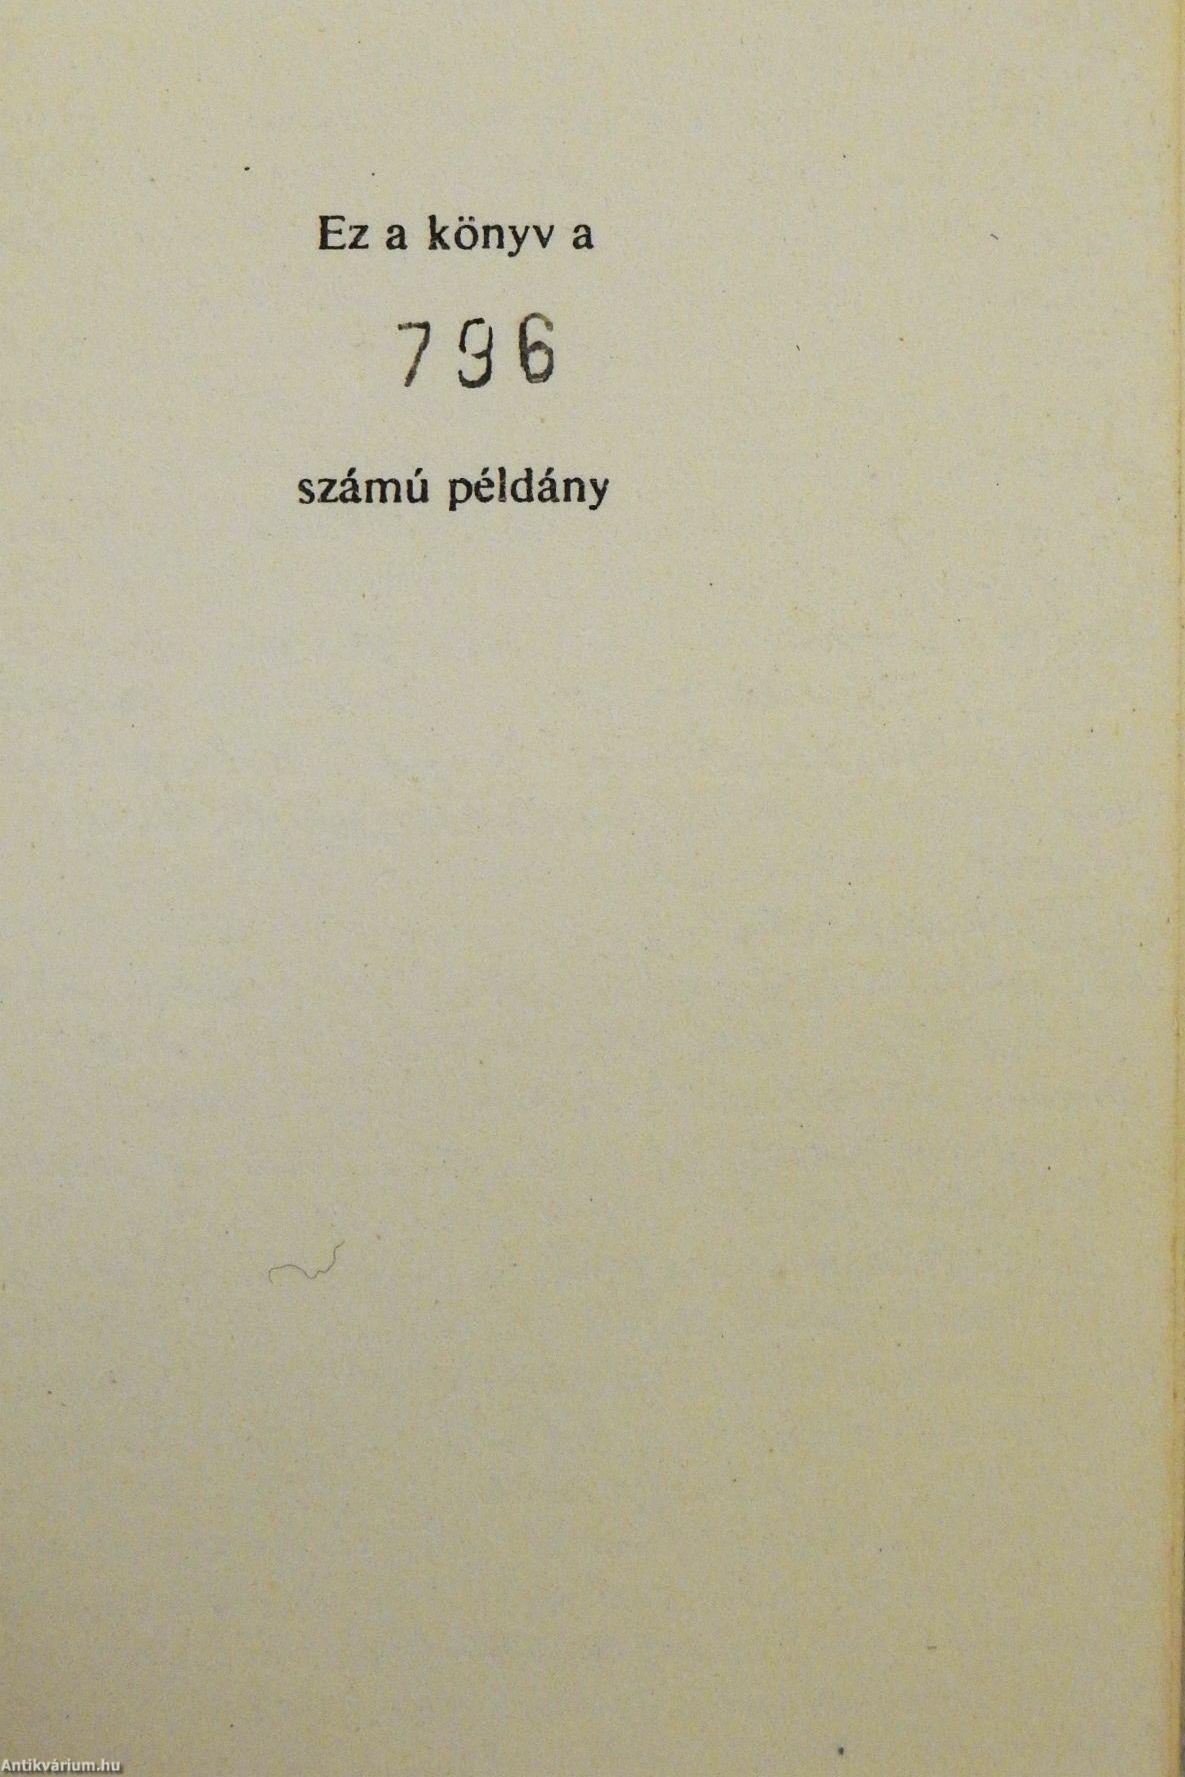 Ez a könyv a
796
számú példány
Antikvárium.hu